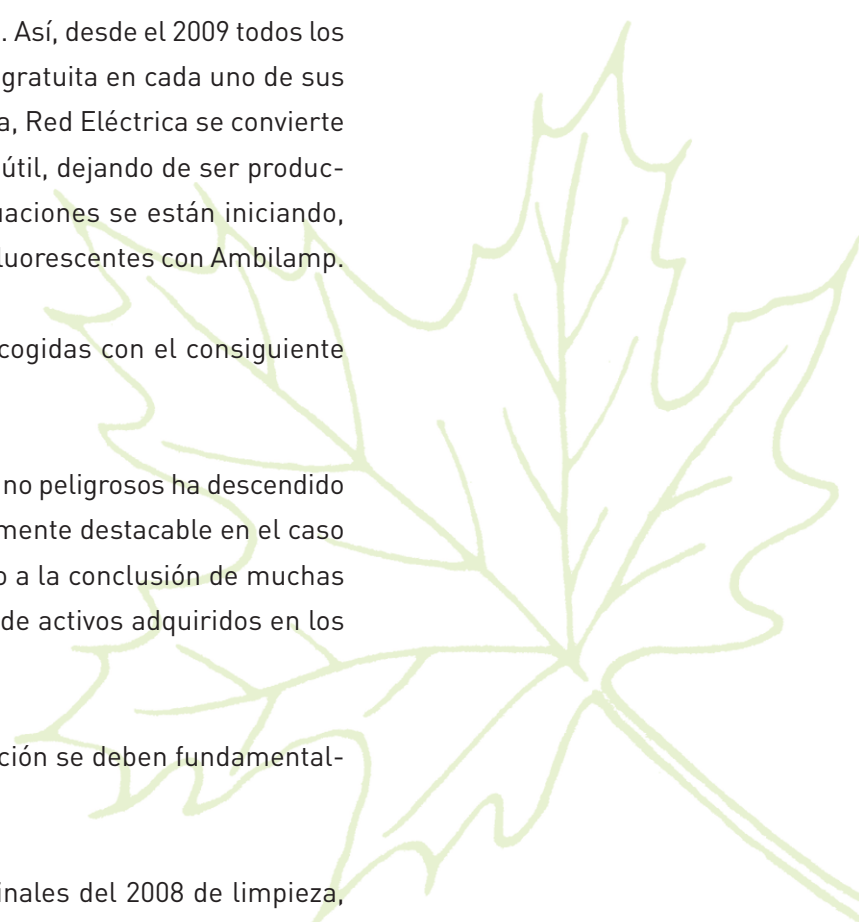 . Así, desde el 2009 todos los
gratuita en cada uno de sus
a, Red Eléctrica se convierte
útil, dejando de ser produc-
uaciones se están iniciando,
luorescentes con Ambilamp.
cogidas con el consiguiente
no peligrosos ha descendido
mente destacable en el caso
o a la conclusión de muchas
de activos adquiridos en los
ción se deben fundamental-
inales del 2008 de limpieza,